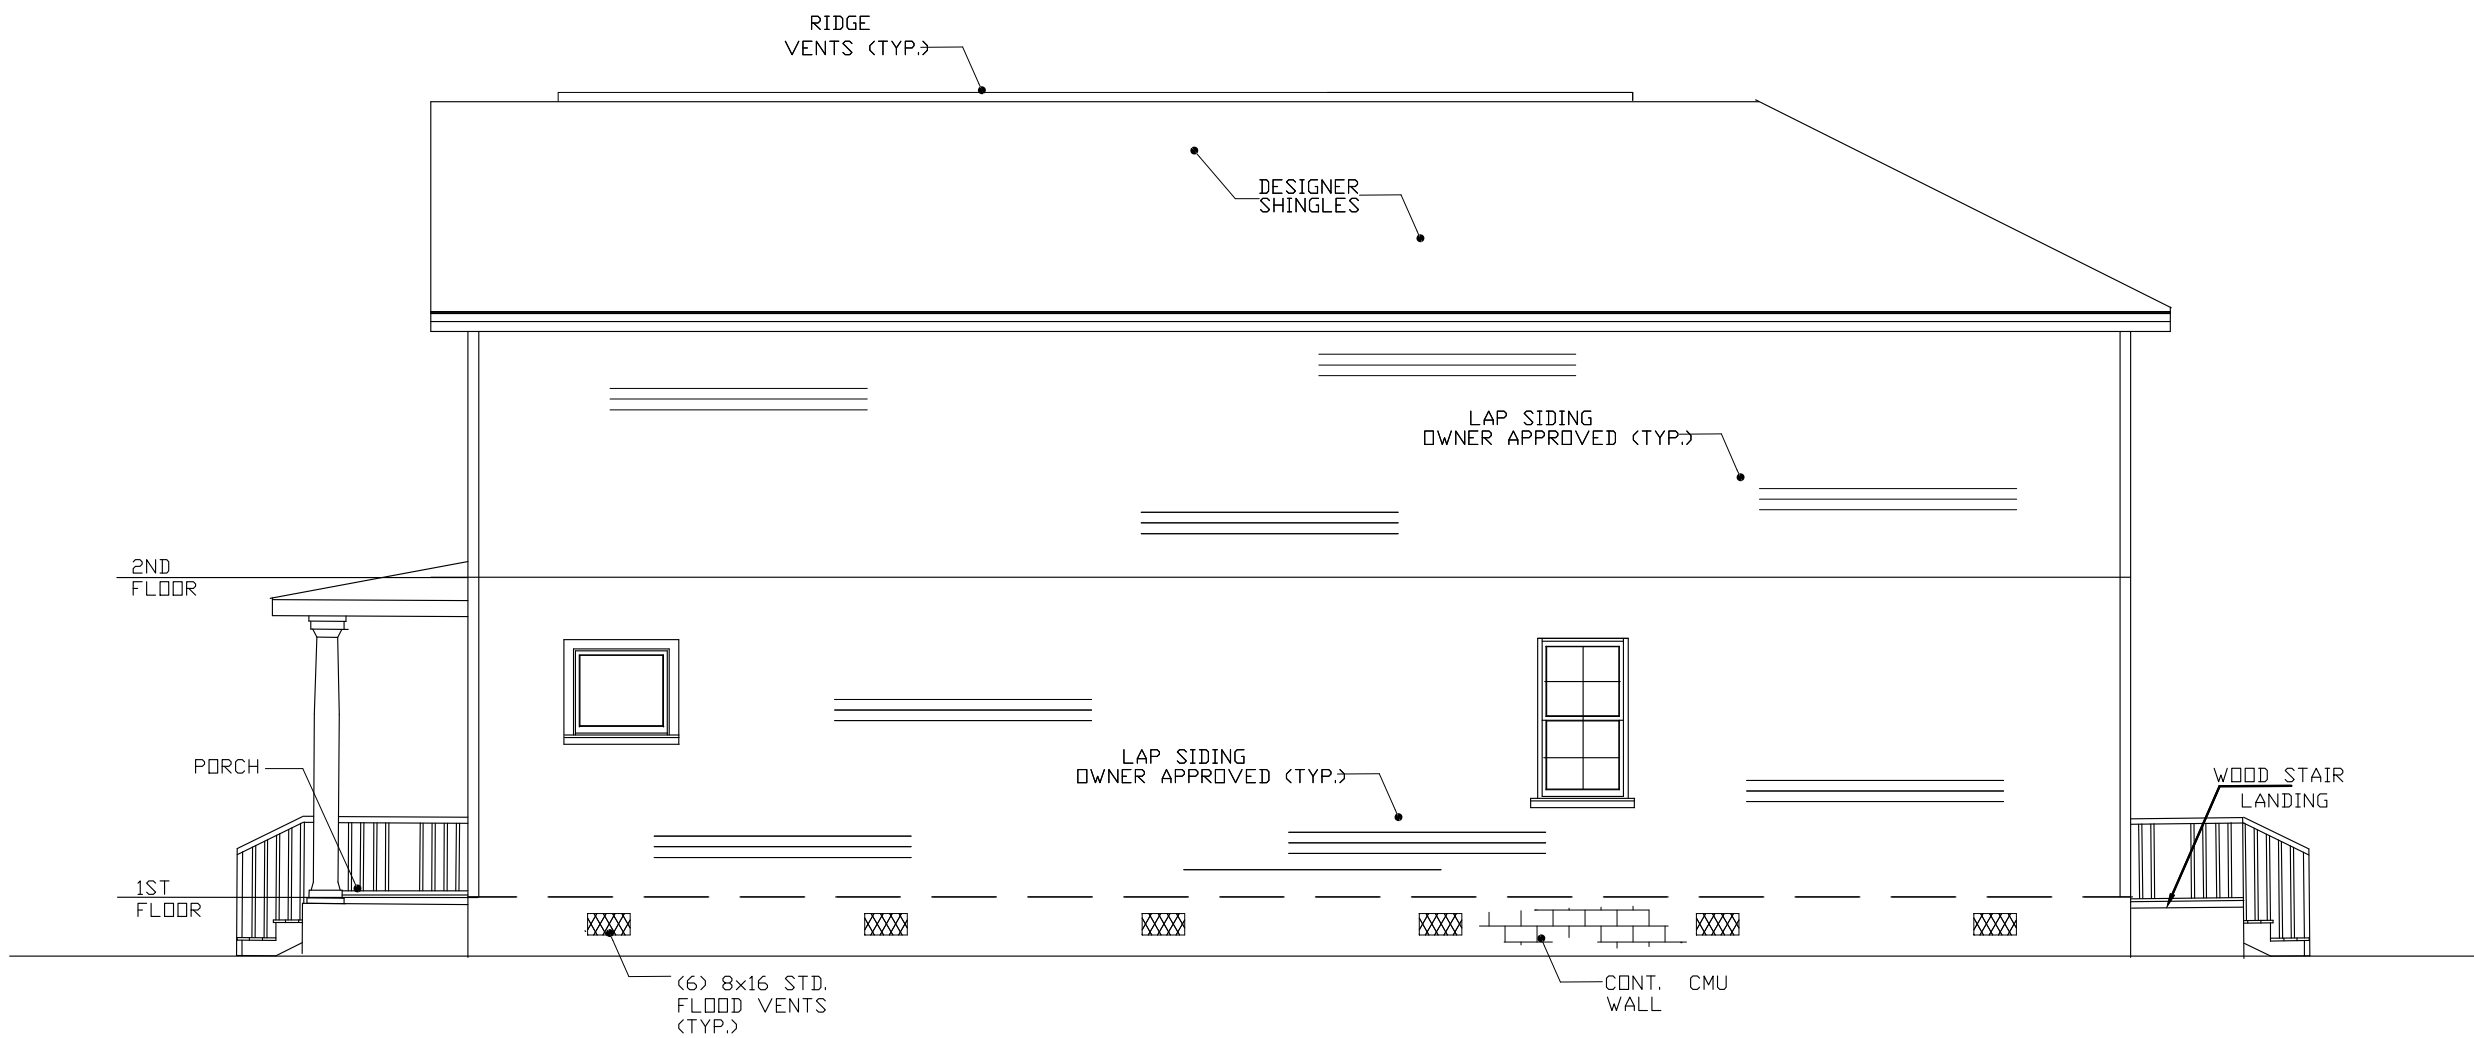 RIDGE
VENTS (TYP.)
DESIGNER
SHINGLES
LAP SIDING
OWNER APPROVED (TYP.)
2ND
FLOOR
LAP SIDING
OWNER APPROVED (TYP.)
PORCH
WOOD STAIR
LANDING
1ST
FLOOR
(6) 8x16 STD.
FLOOD VENTS
(TYP.)
CONT. CMU
WALL